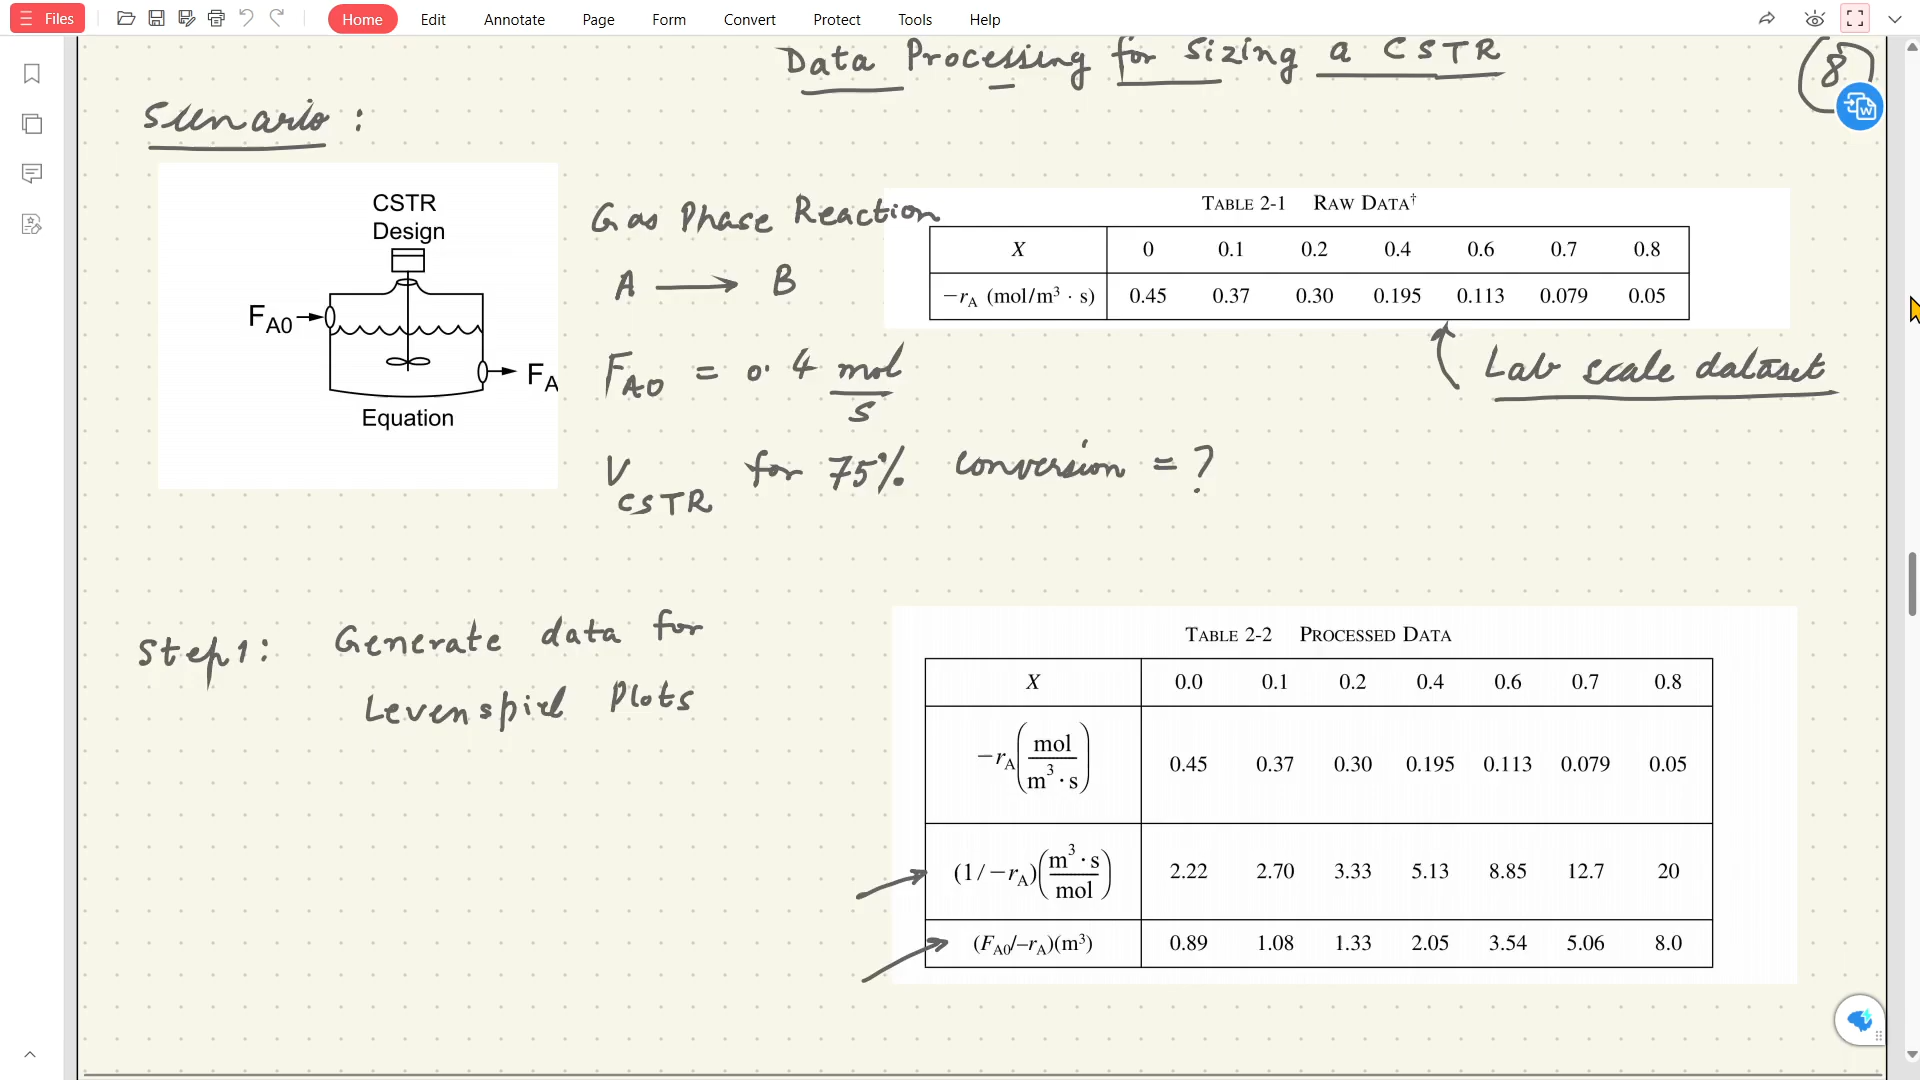 Files
Home Edit Annotate Page Form Convert Protect Tools Help
Data Processing for Sizing a CSTR
8
Scenario :
CSTR
Design
FA0
FA
Equation
Gas Phase Reaction
A ⟶ B
FA0 = 0.4 mol/s
VCSTR for 75% conversion = ?
TABLE 2-1 RAW DATA†
X 0 0.1 0.2 0.4 0.6 0.7 0.8
−rA (mol/m³ · s) 0.45 0.37 0.30 0.195 0.113 0.079 0.05
Lab scale dataset
Step 1: Generate data for
Levenspiel Plots
TABLE 2-2 PROCESSED DATA
X 0.0 0.1 0.2 0.4 0.6 0.7 0.8
−rA (mol/m³ · s) 0.45 0.37 0.30 0.195 0.113 0.079 0.05
(1/−rA) (m³ · s/mol) 2.22 2.70 3.33 5.13 8.85 12.7 20
(FA0/−rA)(m³) 0.89 1.08 1.33 2.05 3.54 5.06 8.0